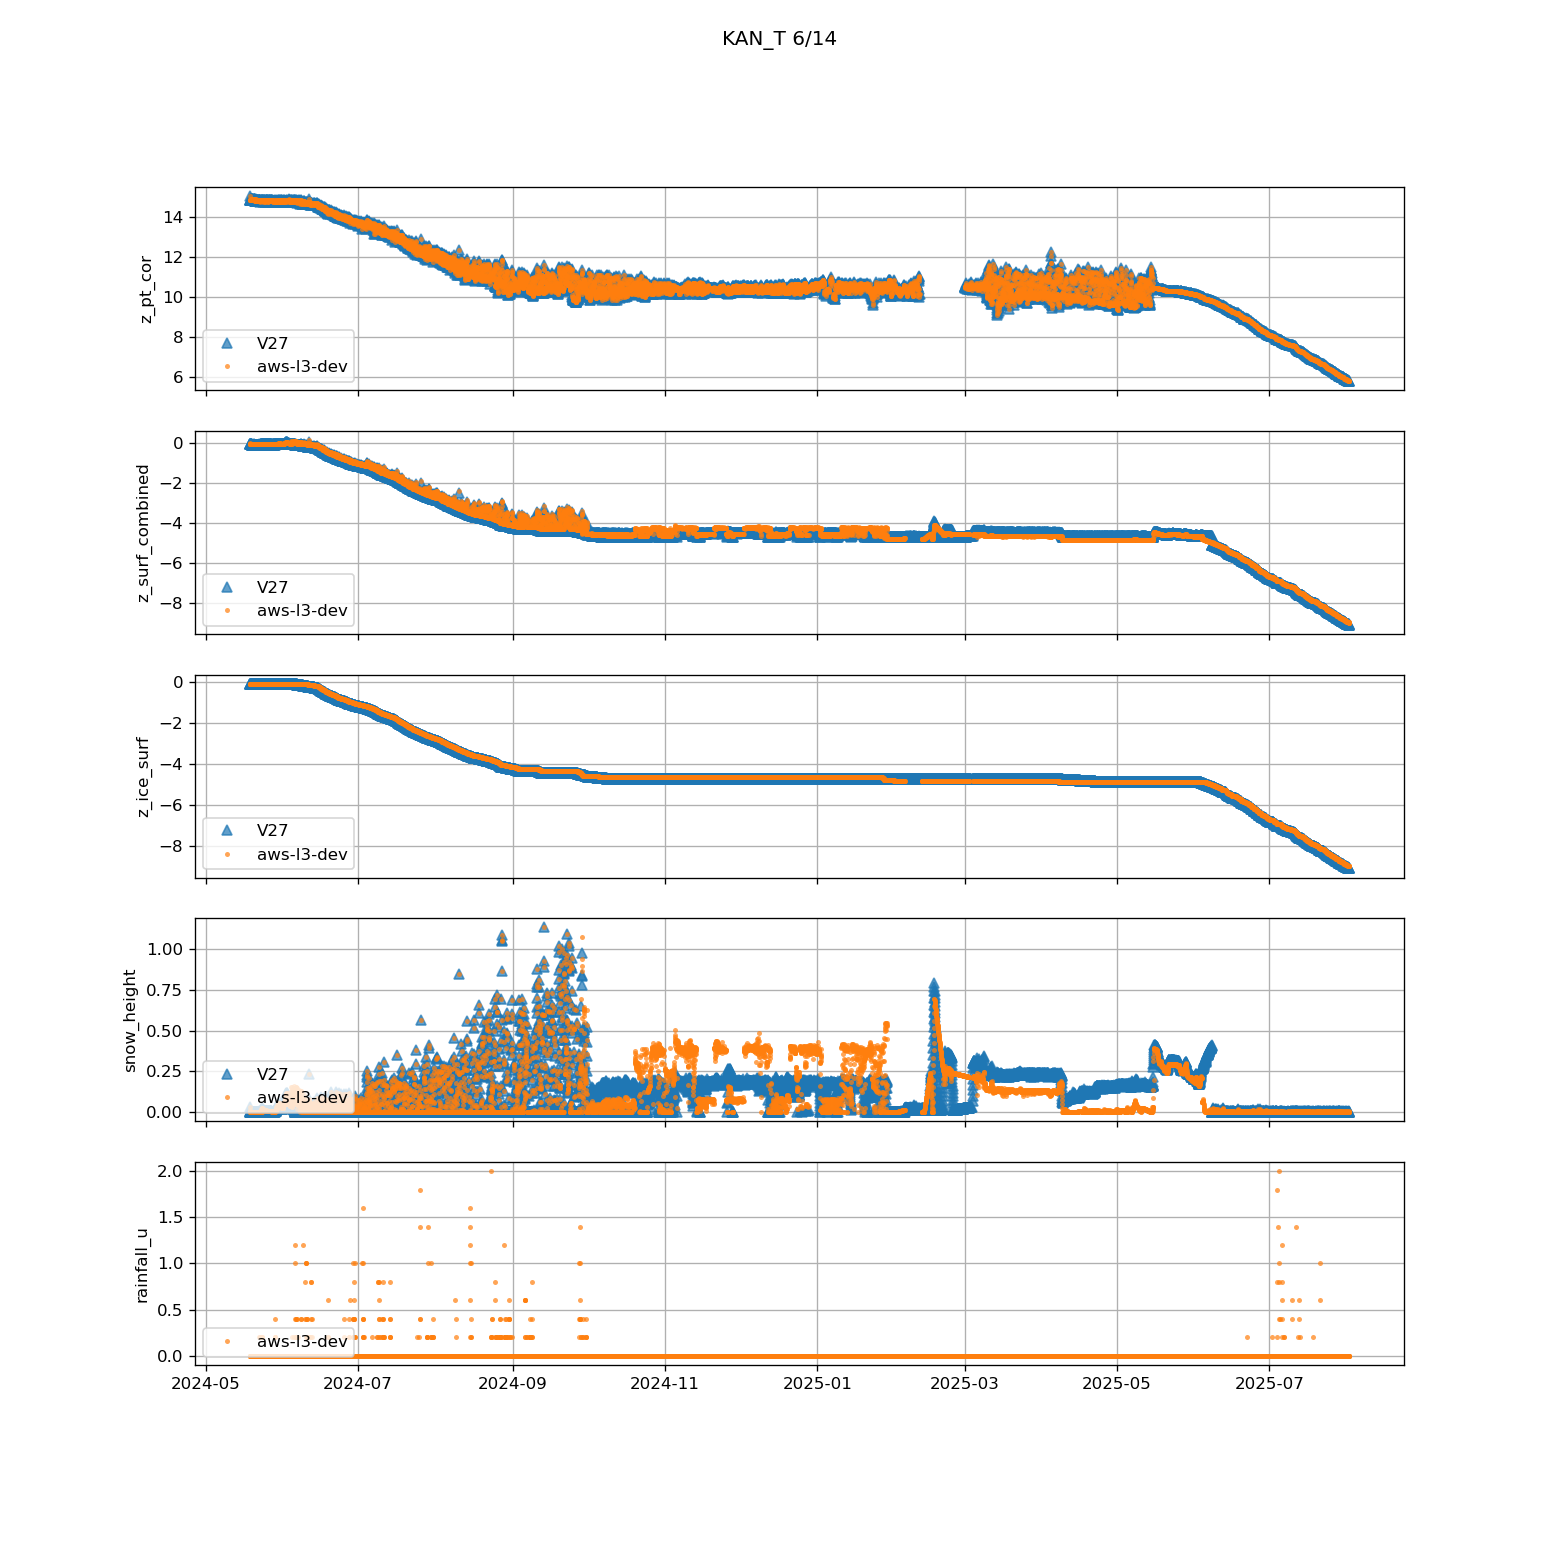 KAN_T 6/14
z_pt_cor
14
12
10
8
6
V27
aws-l3-dev
z_surf_combined
0
−2
−4
−6
−8
V27
aws-l3-dev
z_ice_surf
0
−2
−4
−6
−8
V27
aws-l3-dev
snow_height
1.00
0.75
0.50
0.25
0.00
V27
aws-l3-dev
rainfall_u
2.0
1.5
1.0
0.5
0.0
aws-l3-dev
2024-05 2024-07 2024-09 2024-11 2025-01 2025-03 2025-05 2025-07